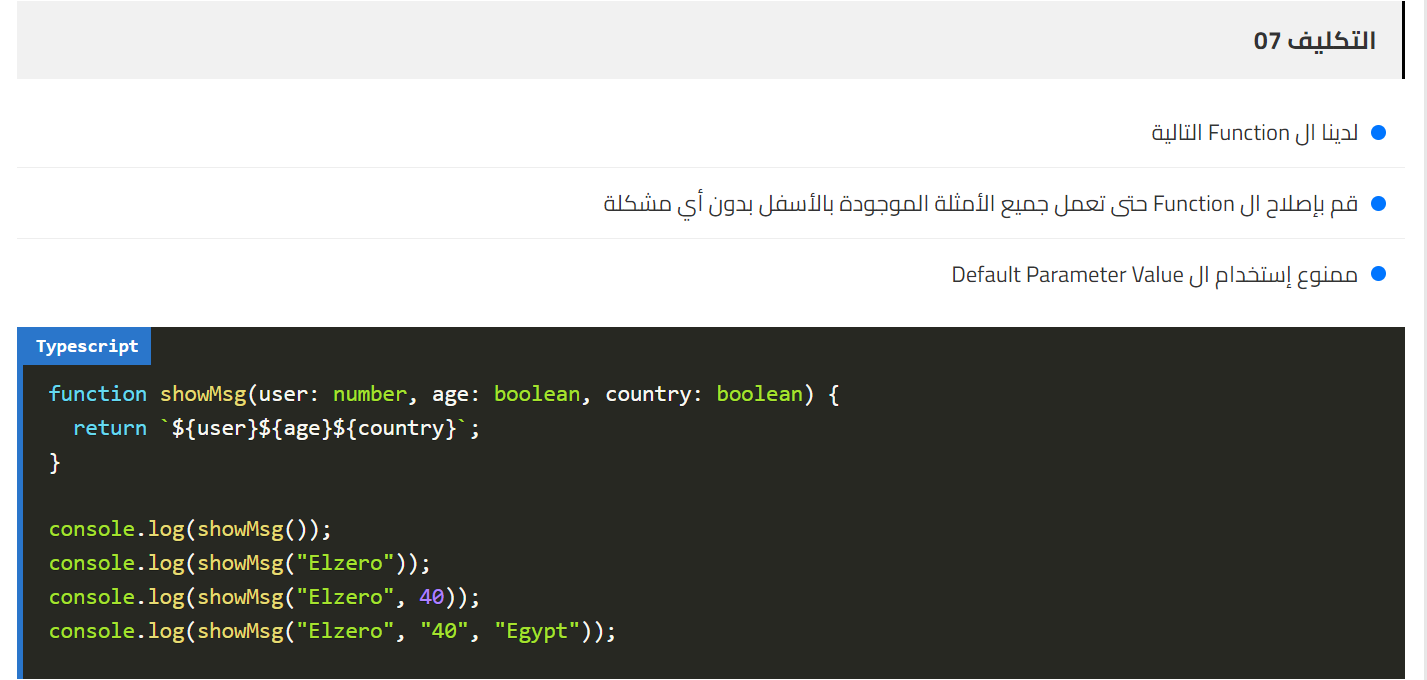 التكليف 07
لدينا ال Function التالية
قم بإصلاح ال Function حتى تعمل جميع الأمثلة الموجودة بالأسفل بدون أي مشكلة
ممنوع إستخدام ال Default Parameter Value
Typescript
function showMsg(user: number, age: boolean, country: boolean) {
  return `${user}${age}${country}`;
}
console.log(showMsg());
console.log(showMsg("Elzero"));
console.log(showMsg("Elzero", 40));
console.log(showMsg("Elzero", "40", "Egypt"));